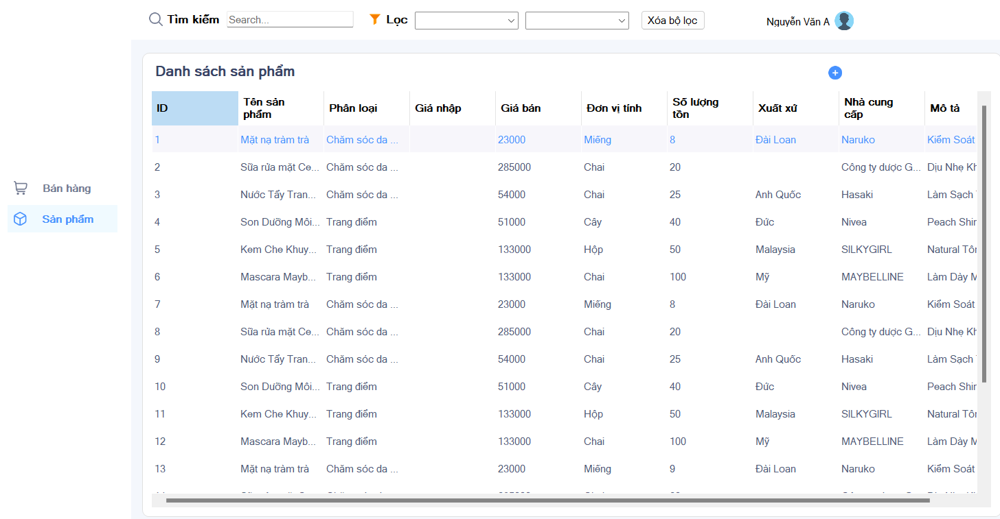 Tìm kiếm Search... Lọc Xóa bộ lọc Nguyễn Văn A
Danh sách sản phẩm
ID Tên sản phẩm Phân loại Giá nhập Giá bán Đơn vị tính Số lượng tồn Xuất xứ Nhà cung cấp Mô tả
1 Mặt nạ tràm trà Chăm sóc da ... 23000 Miếng 8 Đài Loan Naruko Kiểm Soát
2 Sữa rửa mặt Ce... Chăm sóc da ... 285000 Chai 20 Công ty dược G... Dịu Nhẹ Kh
Bán hàng
3 Nước Tẩy Tran... Chăm sóc da ... 54000 Chai 25 Anh Quốc Hasaki Làm Sạch
Sản phẩm
4 Son Dưỡng Môi... Trang điểm 51000 Cây 40 Đức Nivea Peach Shin
5 Kem Che Khuy... Trang điểm 133000 Hộp 50 Malaysia SILKYGIRL Natural Tôn
6 Mascara Mayb... Trang điểm 133000 Chai 100 Mỹ MAYBELLINE Làm Dày M
7 Mặt nạ tràm trà Chăm sóc da ... 23000 Miếng 8 Đài Loan Naruko Kiểm Soát
8 Sữa rửa mặt Ce... Chăm sóc da ... 285000 Chai 20 Công ty dược G... Dịu Nhẹ Kh
9 Nước Tẩy Tran... Chăm sóc da ... 54000 Chai 25 Anh Quốc Hasaki Làm Sạch
10 Son Dưỡng Môi... Trang điểm 51000 Cây 40 Đức Nivea Peach Shin
11 Kem Che Khuy... Trang điểm 133000 Hộp 50 Malaysia SILKYGIRL Natural Tôn
12 Mascara Mayb... Trang điểm 133000 Chai 100 Mỹ MAYBELLINE Làm Dày M
13 Mặt nạ tràm trà Chăm sóc da ... 23000 Miếng 9 Đài Loan Naruko Kiểm Soát